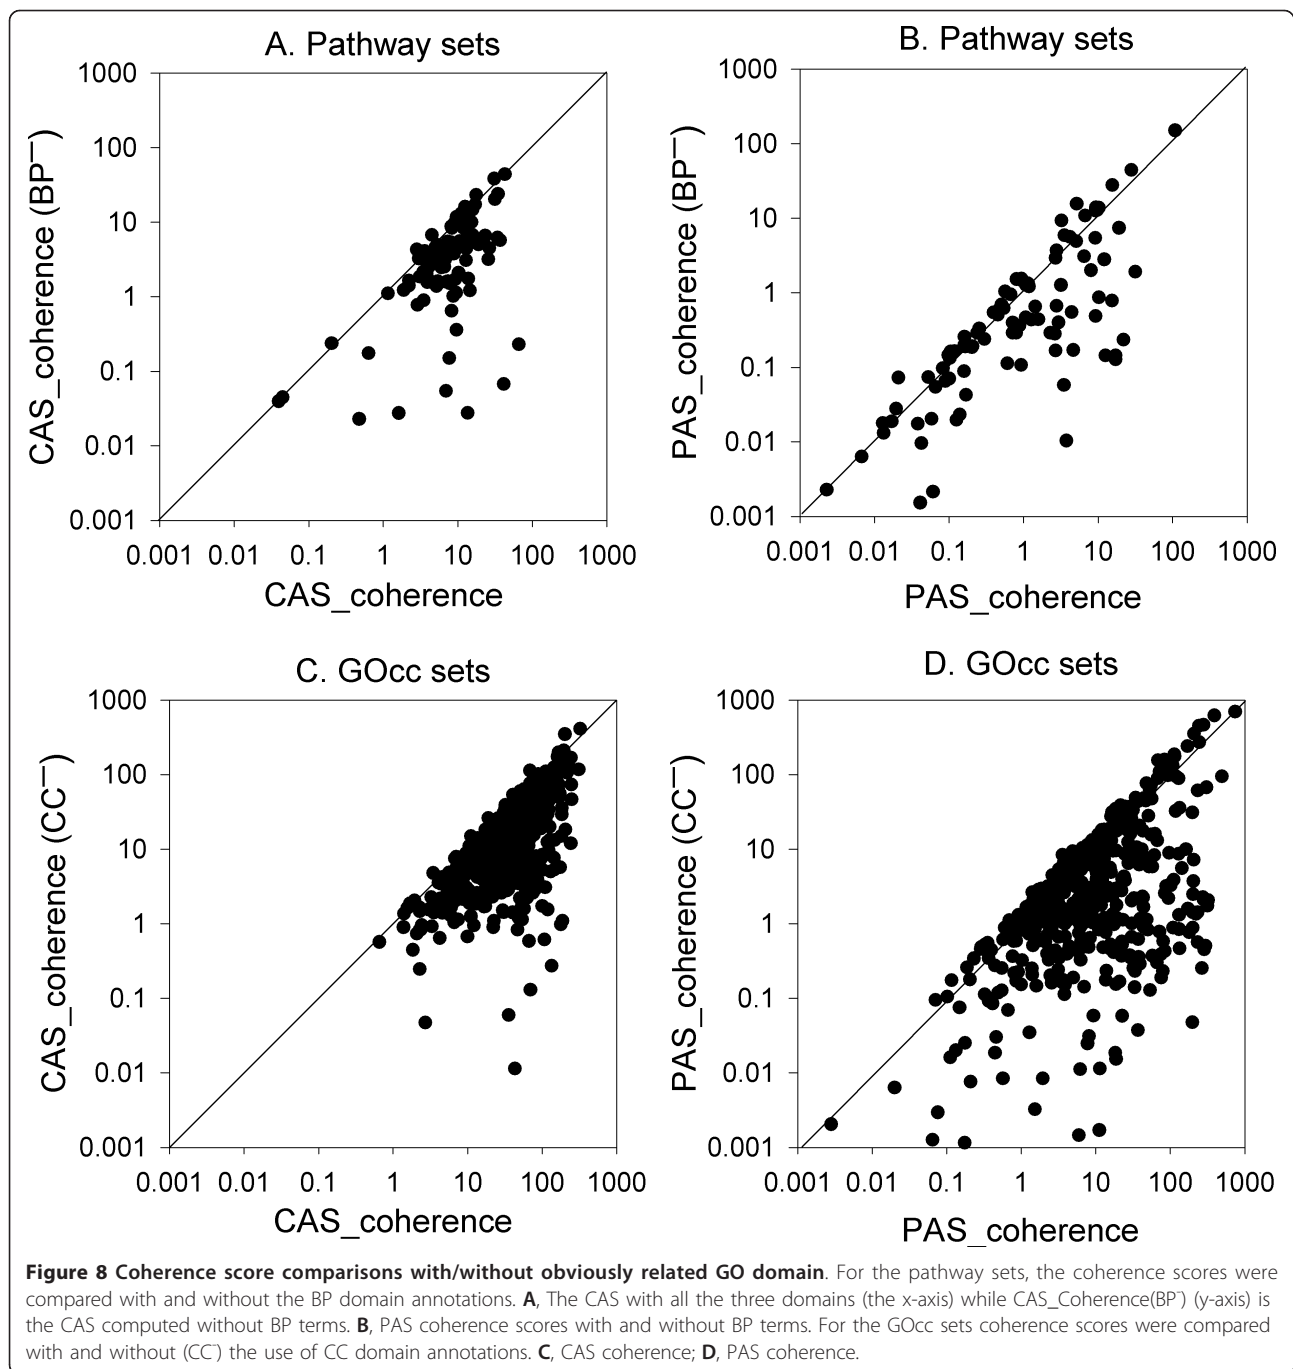 A. Pathway sets
1000
100
10
1
0.1
0.01
0.001
CAS_coherence (BP⁻)
0.001 0.01 0.1 1 10 100 1000
CAS_coherence
B. Pathway sets
1000
100
10
1
0.1
0.01
0.001
PAS_coherence (BP⁻)
0.001 0.01 0.1 1 10 100 1000
PAS_coherence
C. GOcc sets
1000
100
10
1
0.1
0.01
0.001
CAS_coherence (CC⁻)
0.001 0.01 0.1 1 10 100 1000
CAS_coherence
D. GOcc sets
1000
100
10
1
0.1
0.01
0.001
PAS_coherence (CC⁻)
0.001 0.01 0.1 1 10 100 1000
PAS_coherence
Figure 8 Coherence score comparisons with/without obviously related GO domain. For the pathway sets, the coherence scores were
compared with and without the BP domain annotations. A, The CAS with all the three domains (the x-axis) while CAS_Coherence(BP⁻) (y-axis) is
the CAS computed without BP terms. B, PAS coherence scores with and without BP terms. For the GOcc sets coherence scores were compared
with and without (CC⁻) the use of CC domain annotations. C, CAS coherence; D, PAS coherence.